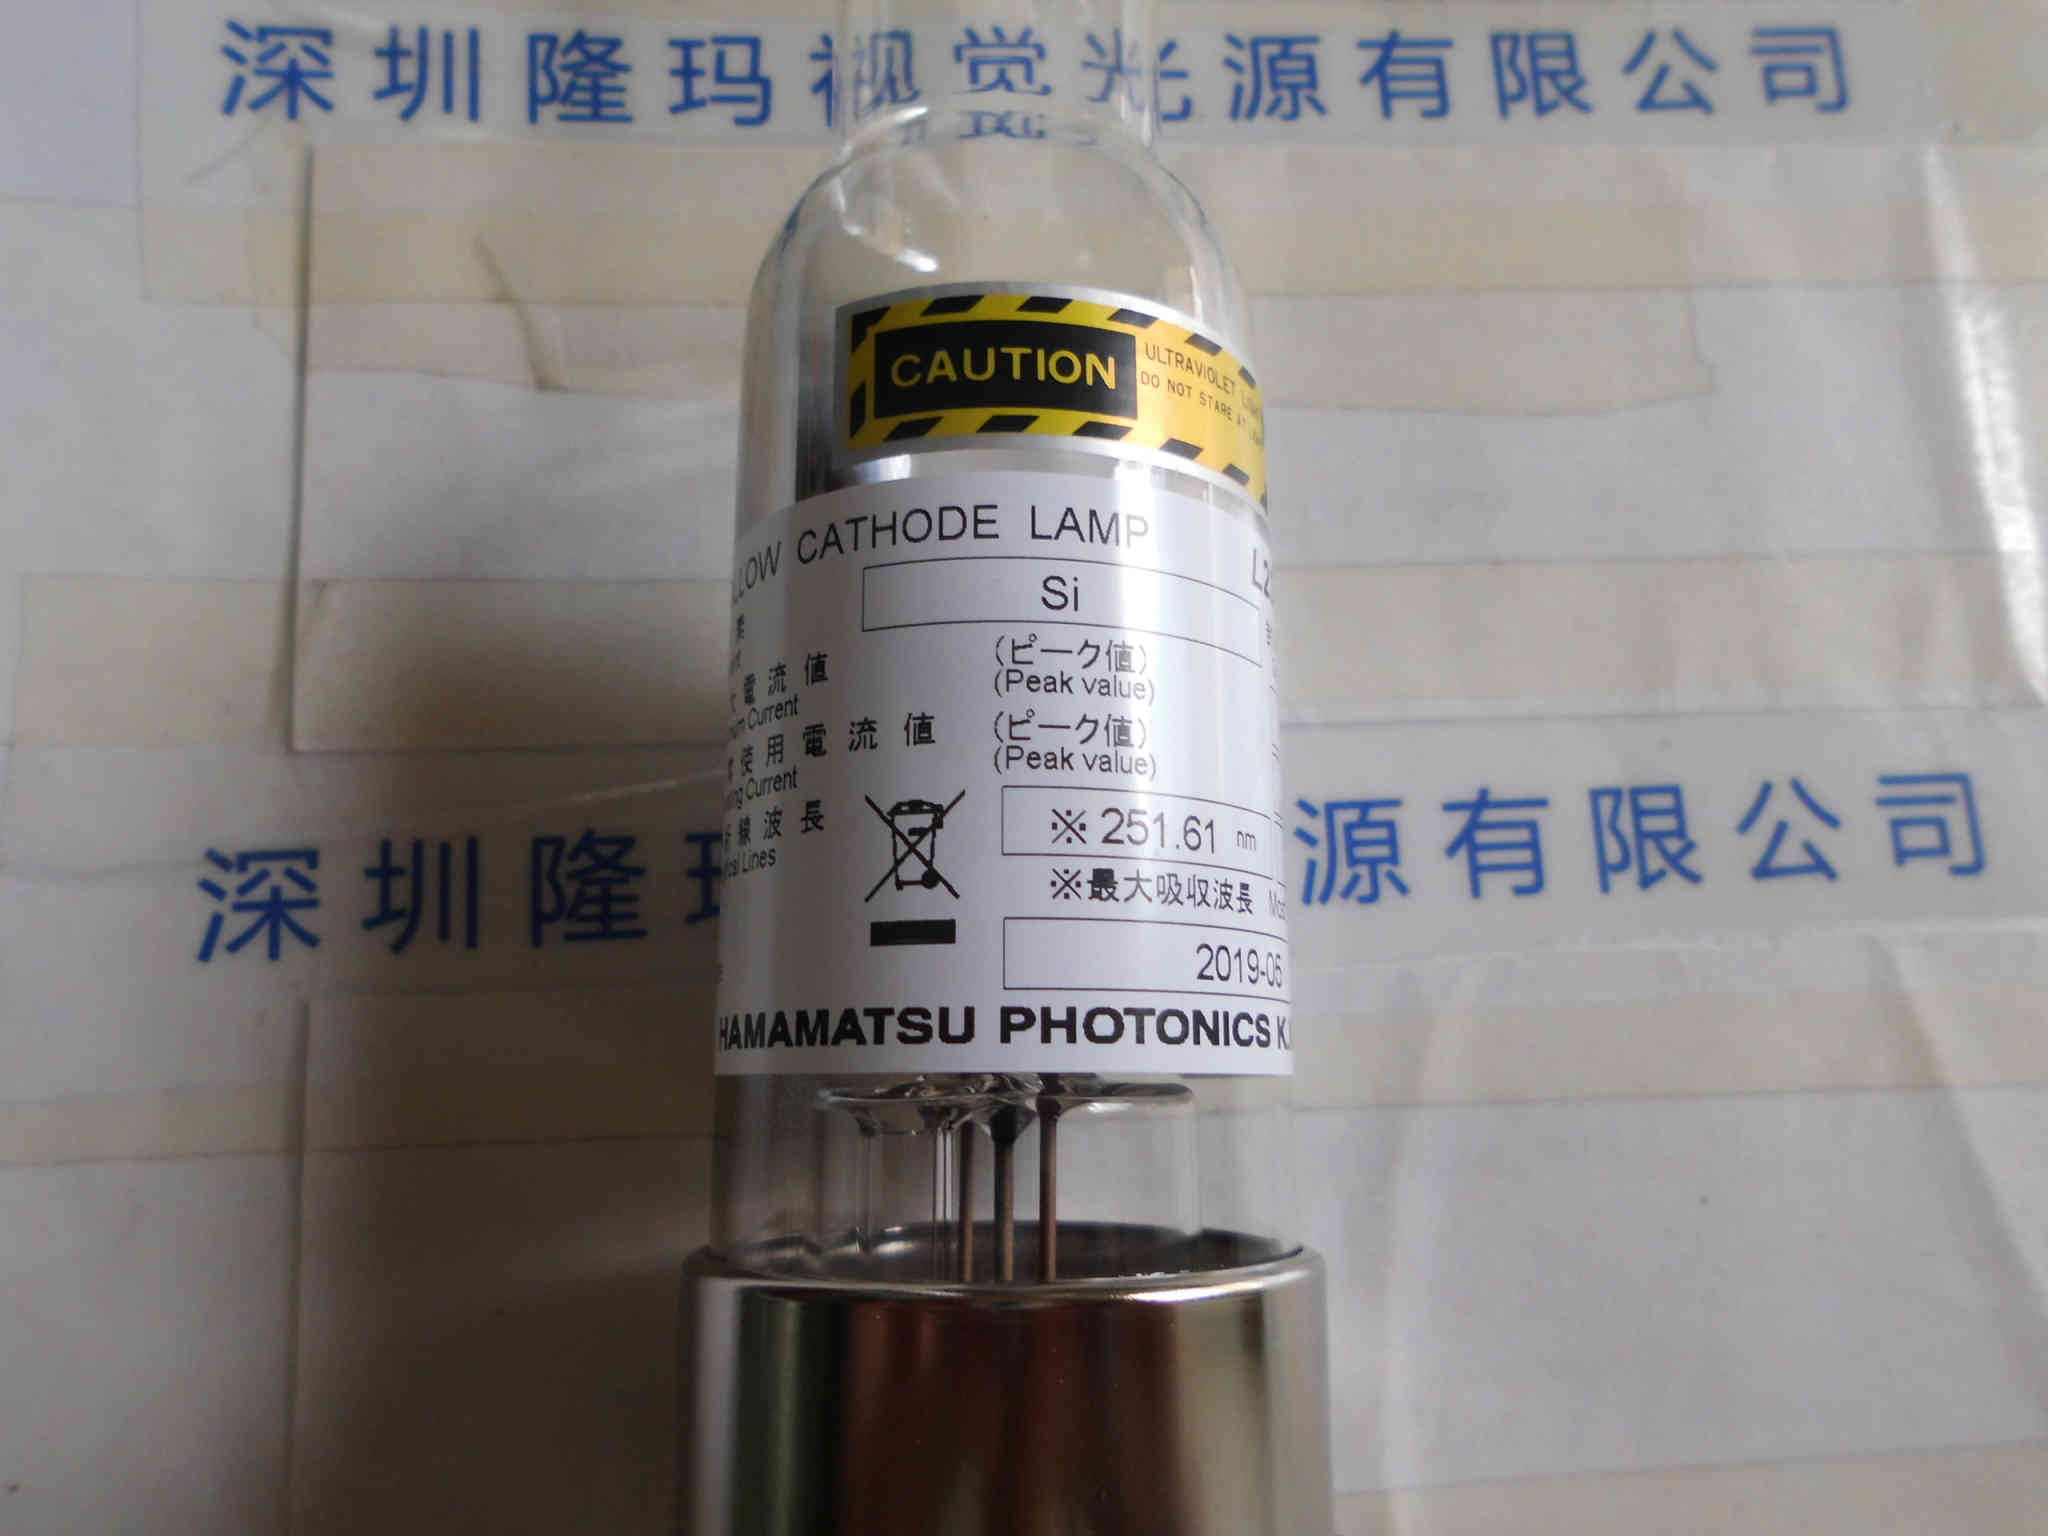 深圳隆玛视觉光源有限公司
CAUTION
ULTRAVIOLET
DO NOT STARE AT
CATHODE LAMP
Si
電流値 (ピーク値)
Current (Peak value)
使用電流値 (ピーク値)
Current (Peak value)
線波長 ※251.61 nm
Lines
※最大吸収波長
2019-05
HAMAMATSU PHOTONICS K.
深圳隆 源有限公司